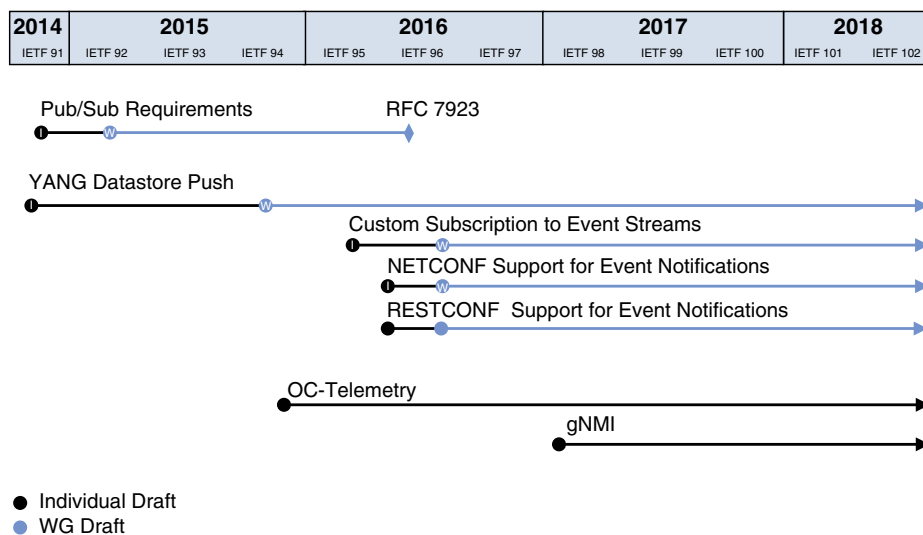 2014 2015 2016 2017 2018
IETF 91 IETF 92 IETF 93 IETF 94 IETF 95 IETF 96 IETF 97 IETF 98 IETF 99 IETF 100 IETF 101 IETF 102
Pub/Sub Requirements RFC 7923
I W
YANG Datastore Push
I W
Custom Subscription to Event Streams
I W
NETCONF Support for Event Notifications
I W
RESTCONF Support for Event Notifications
OC-Telemetry
gNMI
Individual Draft
WG Draft